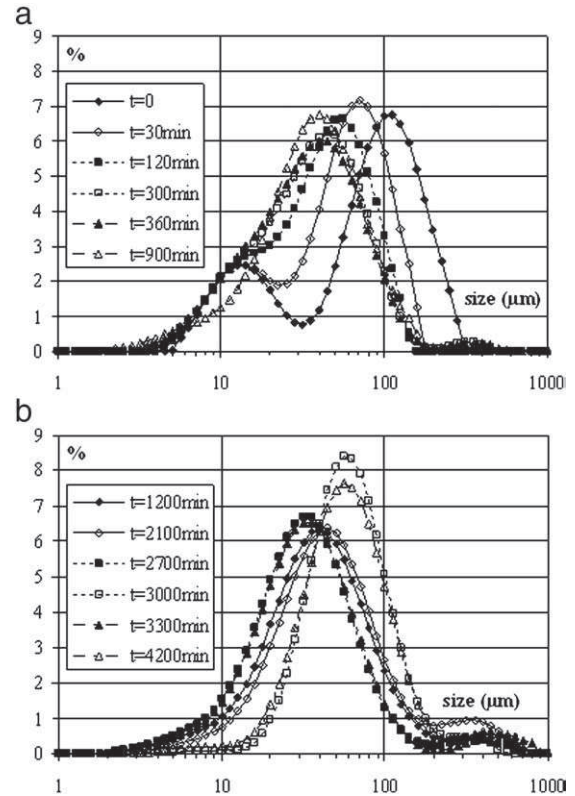 a
9
%
8
7
6
5
4
3
2
1
0
t=0
t=30min
t=120min
t=300min
t=360min
t=900min
size (µm)
1 10 100 1000
b
9
%
8
7
6
5
4
3
2
1
0
t=1200min
t=2100min
t=2700min
t=3000min
t=3300min
t=4200min
size (µm)
1 10 100 1000